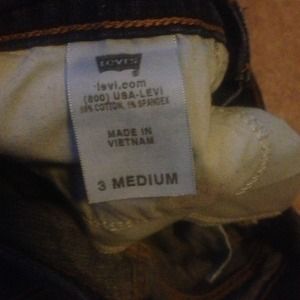 LEVI'S
levi.com
(800) USA-LEVI
99% COTTON, 1% SPANDEX
MADE IN
VIETNAM
3 MEDIUM